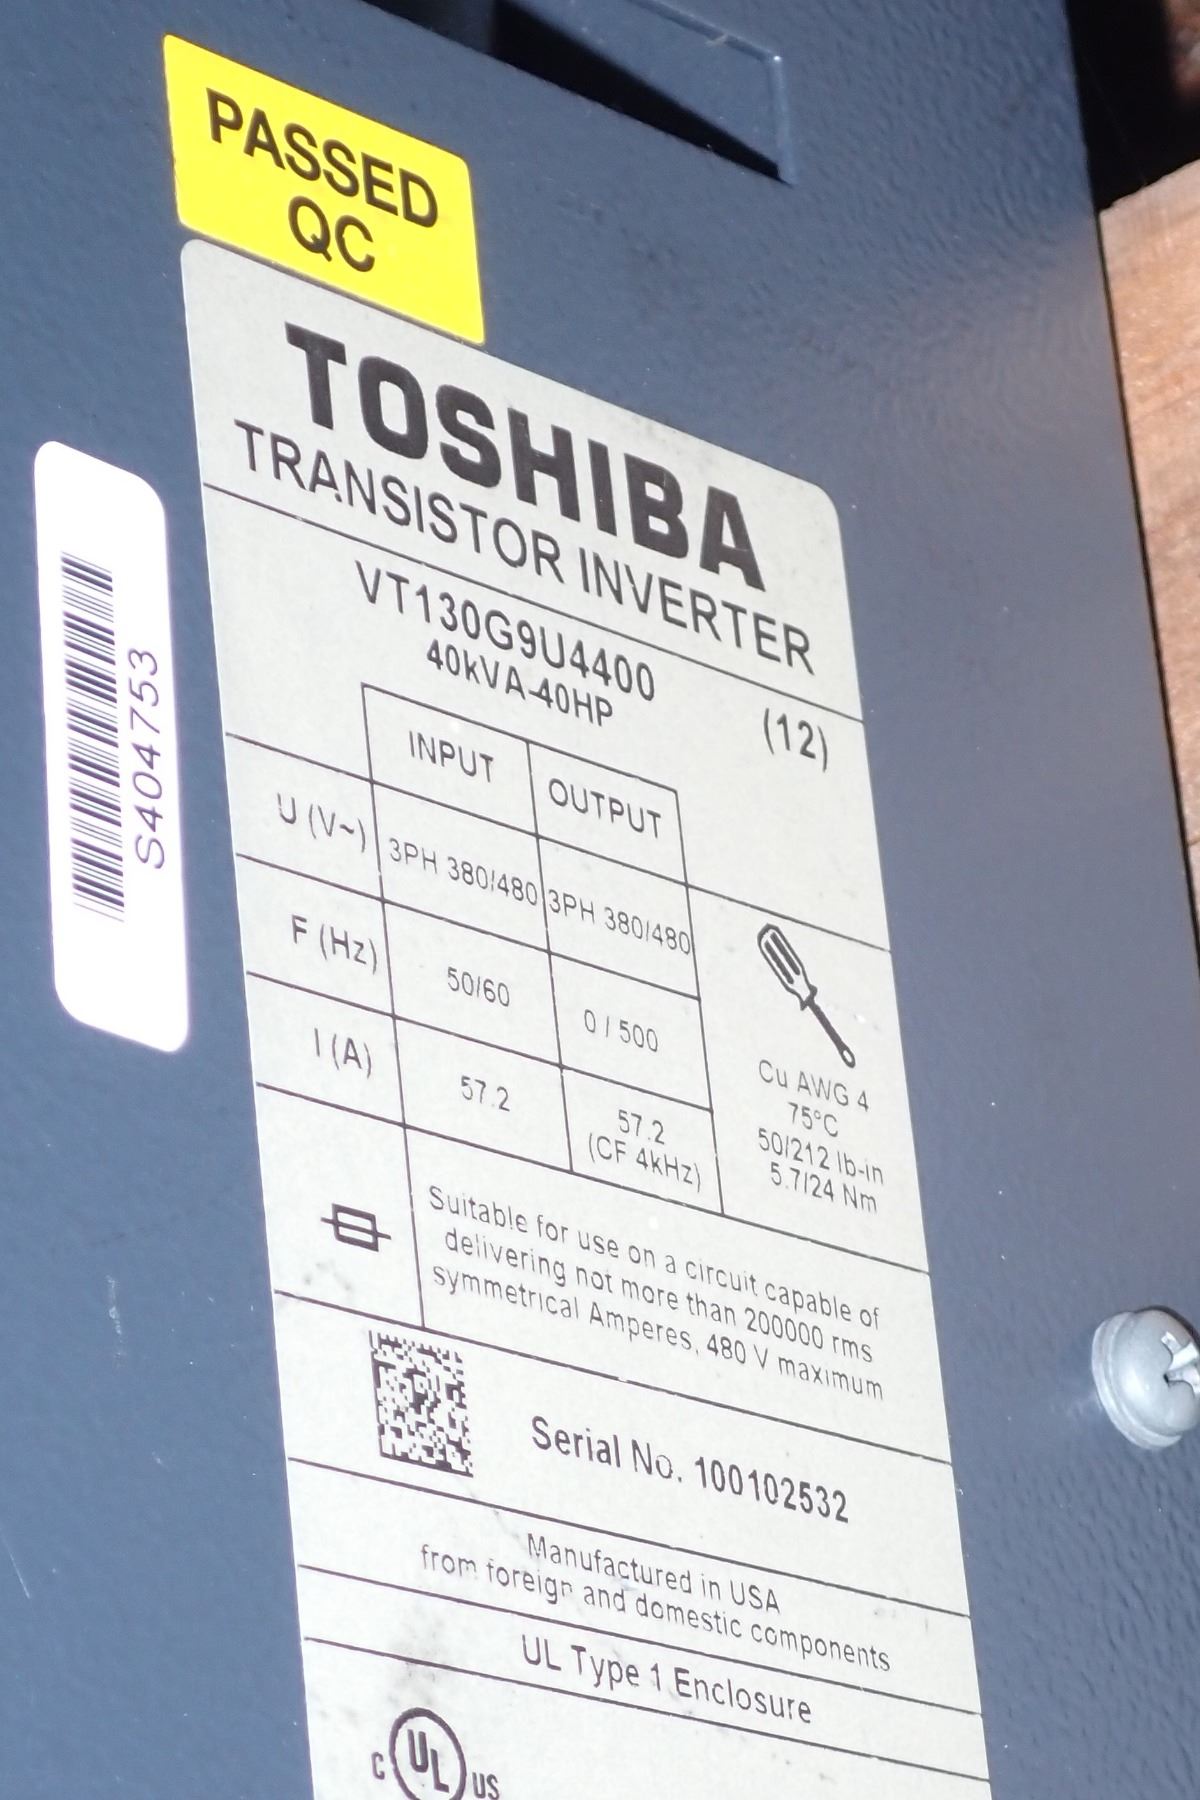 PASSED
QC
TOSHIBA
TRANSISTOR INVERTER
VT130G9U4400
40kVA-40HP
(12)
S404753
INPUT OUTPUT
U (V~) 3PH 380/480 3PH 380/480
F (Hz) 50/60 0 / 500
I (A) 57.2 57.2
(CF 4kHz)
Cu AWG 4
75°C
50/212 lb-in
5.7/24 Nm
Suitable for use on a circuit capable of
delivering not more than 200000 rms
symmetrical Amperes, 480 V maximum
Serial No. 100102532
Manufactured in USA
from foreign and domestic components
UL Type 1 Enclosure
C UL US